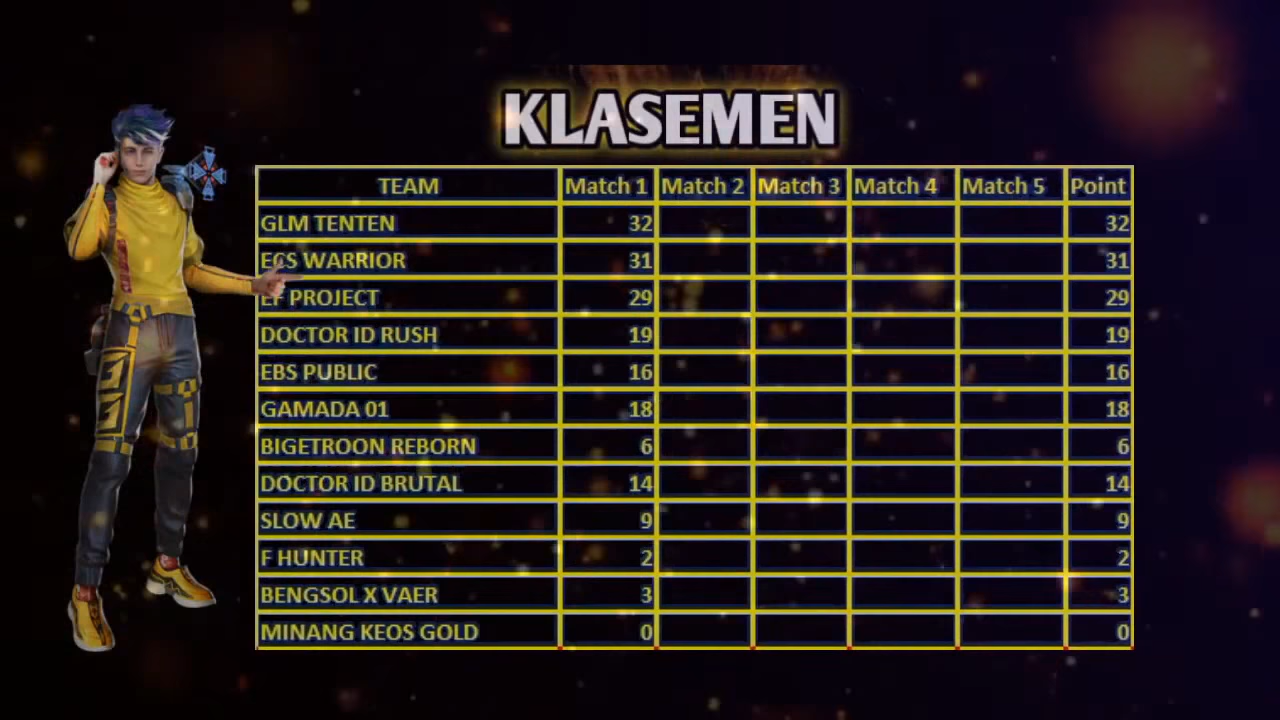 KLASEMEN
TEAM Match 1 Match 2 Match 3 Match 4 Match 5 Point
GLM TENTEN 32 32
ECS WARRIOR 31 31
EF PROJECT 29 29
DOCTOR ID RUSH 19 19
EBS PUBLIC 16 16
GAMADA 01 18 18
BIGETROON REBORN 6 6
DOCTOR ID BRUTAL 14 14
SLOW AE 9 9
F HUNTER 2 2
BENGSOL X VAER 3 3
MINANG KEOS GOLD 0 0